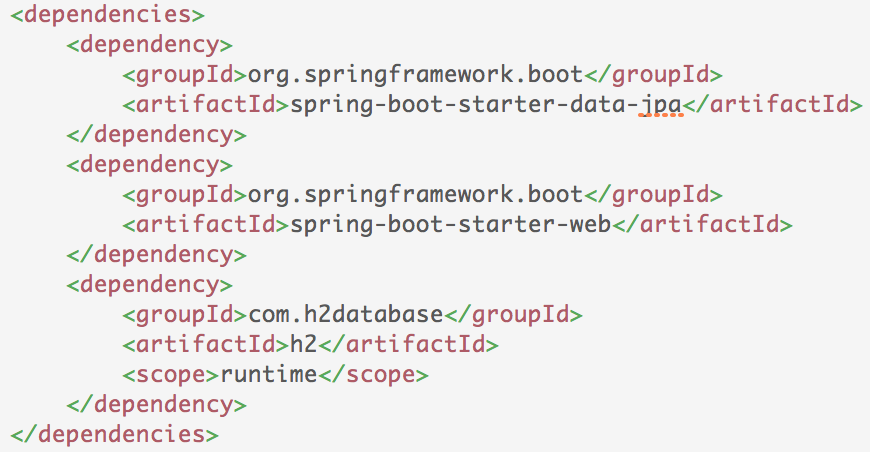 <dependencies>
    <dependency>
        <groupId>org.springframework.boot</groupId>
        <artifactId>spring-boot-starter-data-jpa</artifactId>
    </dependency>
    <dependency>
        <groupId>org.springframework.boot</groupId>
        <artifactId>spring-boot-starter-web</artifactId>
    </dependency>
    <dependency>
        <groupId>com.h2database</groupId>
        <artifactId>h2</artifactId>
        <scope>runtime</scope>
    </dependency>
</dependencies>